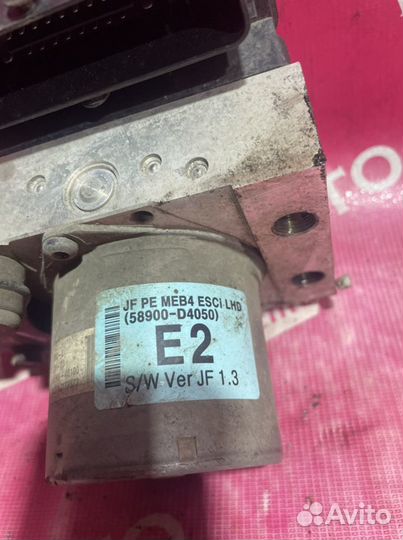 JF PE MEB4 ESCI LHD
(58900-D4050)
E2
S/W Ver JF 1.3
Avito